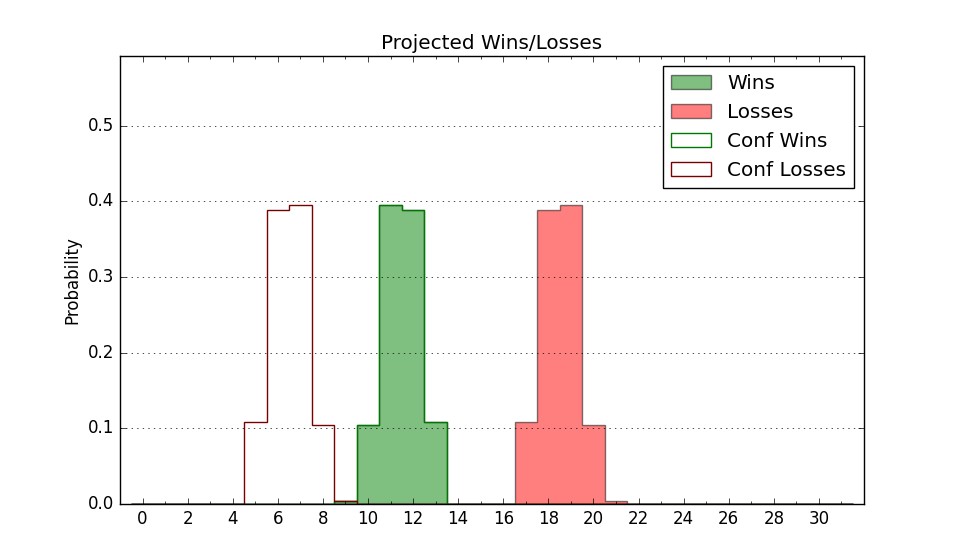 Projected Wins/Losses
Wins
Losses
Conf Wins
Conf Losses
Probability
0.5
0.4
0.3
0.2
0.1
0.0
0 2 4 6 8 10 12 14 16 18 20 22 24 26 28 30